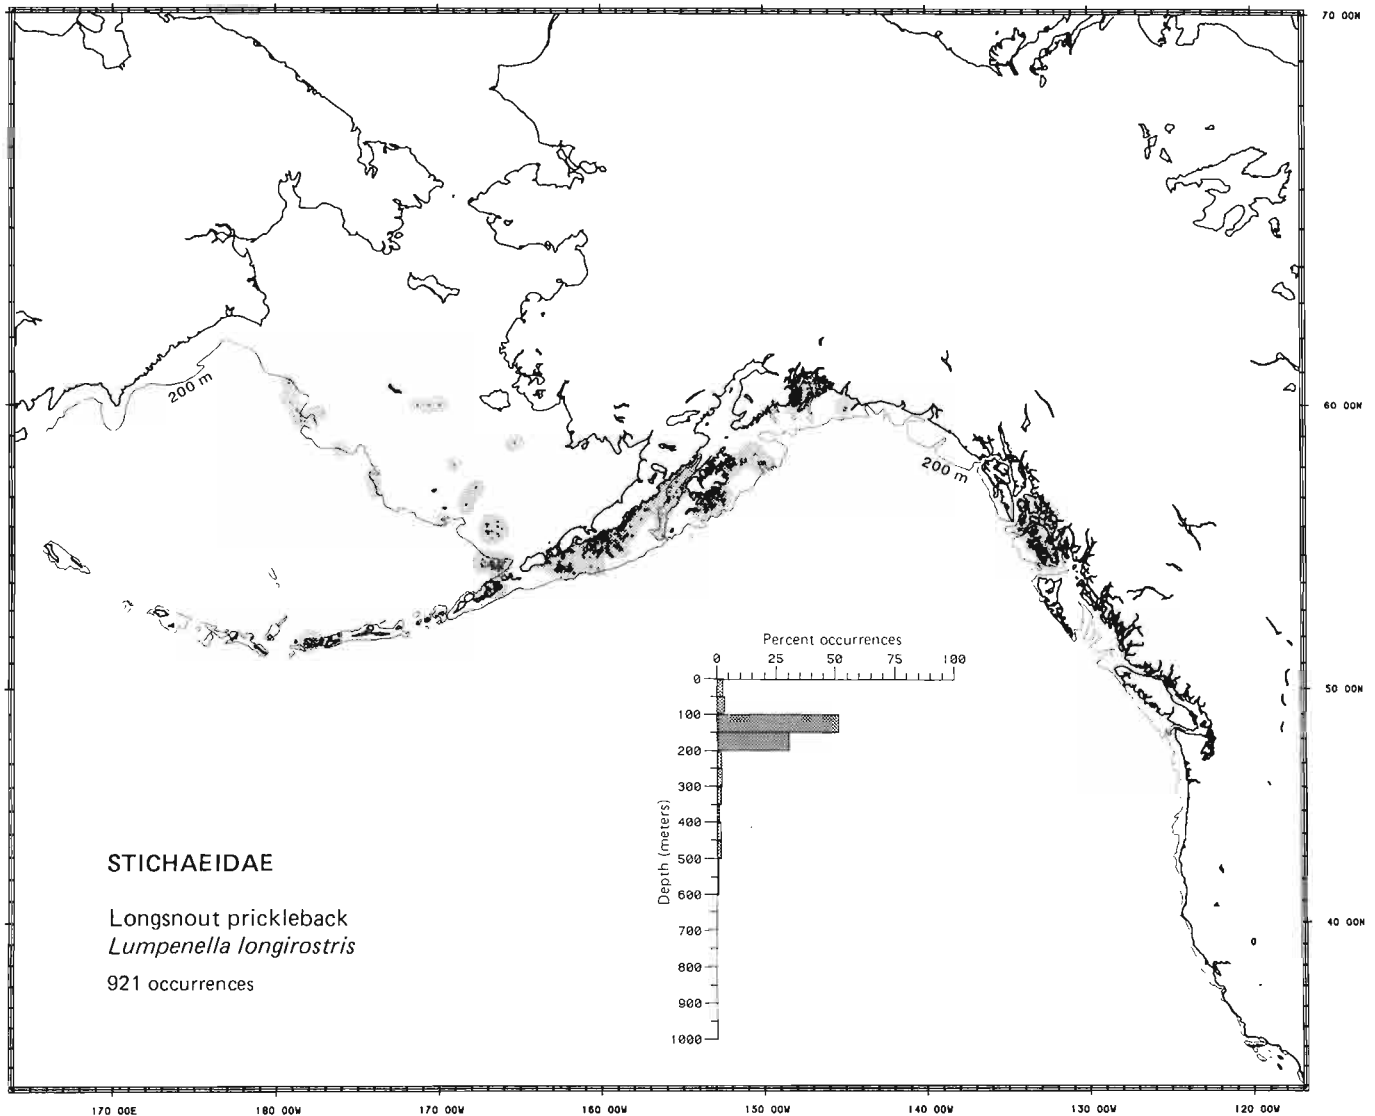 70 00N
200 m
60 00N
200 m
Percent occurrences
0 25 50 75 100
0
100
200
300
400
500
600
700
800
900
1000
Depth (meters)
50 00N
40 00N
STICHAEIDAE
Longsnout prickleback
Lumpenella longirostris
921 occurrences
170 00E 180 00W 170 00W 160 00W 150 00W 140 00W 130 00W 120 00W